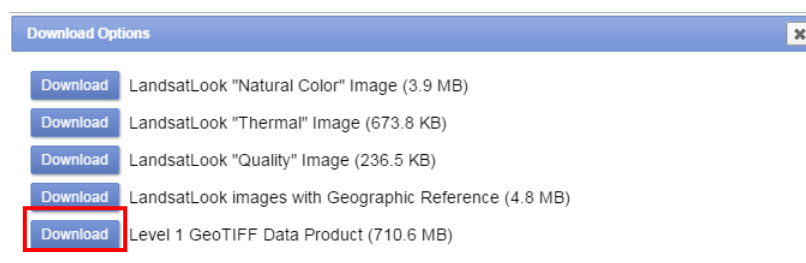 Download Options
Download LandsatLook "Natural Color" Image (3.9 MB)
Download LandsatLook "Thermal" Image (673.8 KB)
Download LandsatLook "Quality" Image (236.5 KB)
Download LandsatLook images with Geographic Reference (4.8 MB)
Download Level 1 GeoTIFF Data Product (710.6 MB)